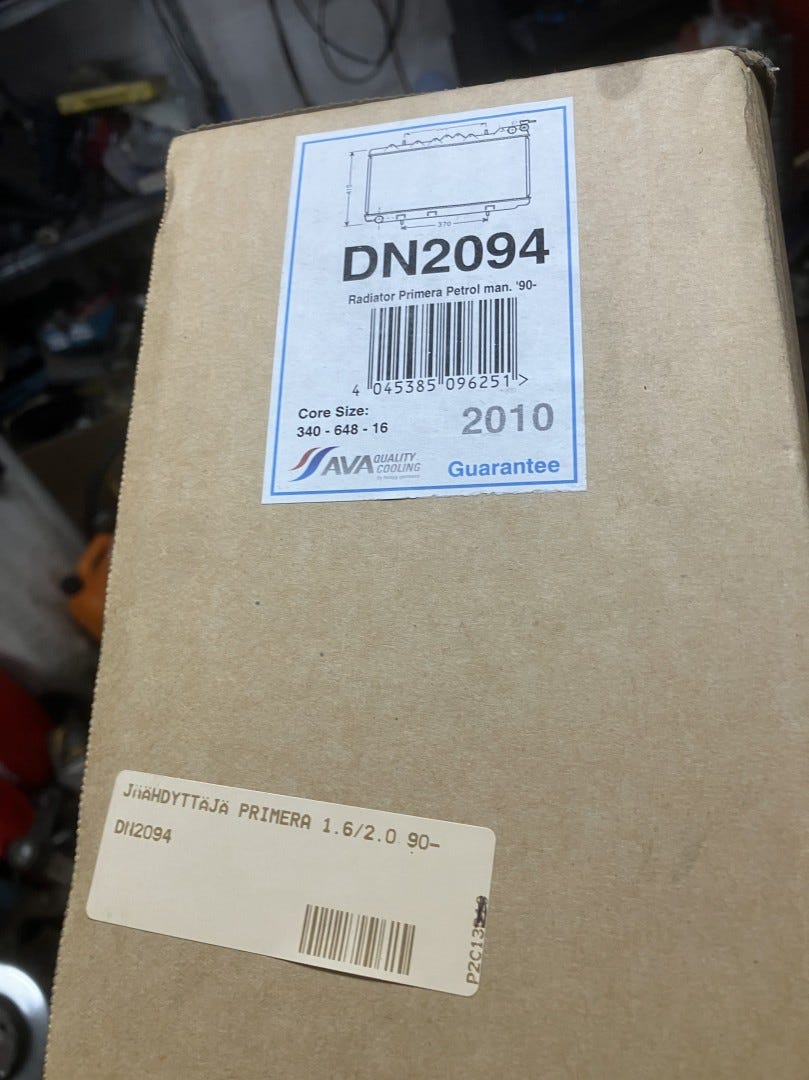 415
370
DN2094
Radiator Primera Petrol man. '90-
4 045385 096251 >
Core Size:
340 - 648 - 16
2010
AVA QUALITY
COOLING
Guarantee
JÄÄHDYTTÄJÄ PRIMERA 1.6/2.0 90-
DN2094